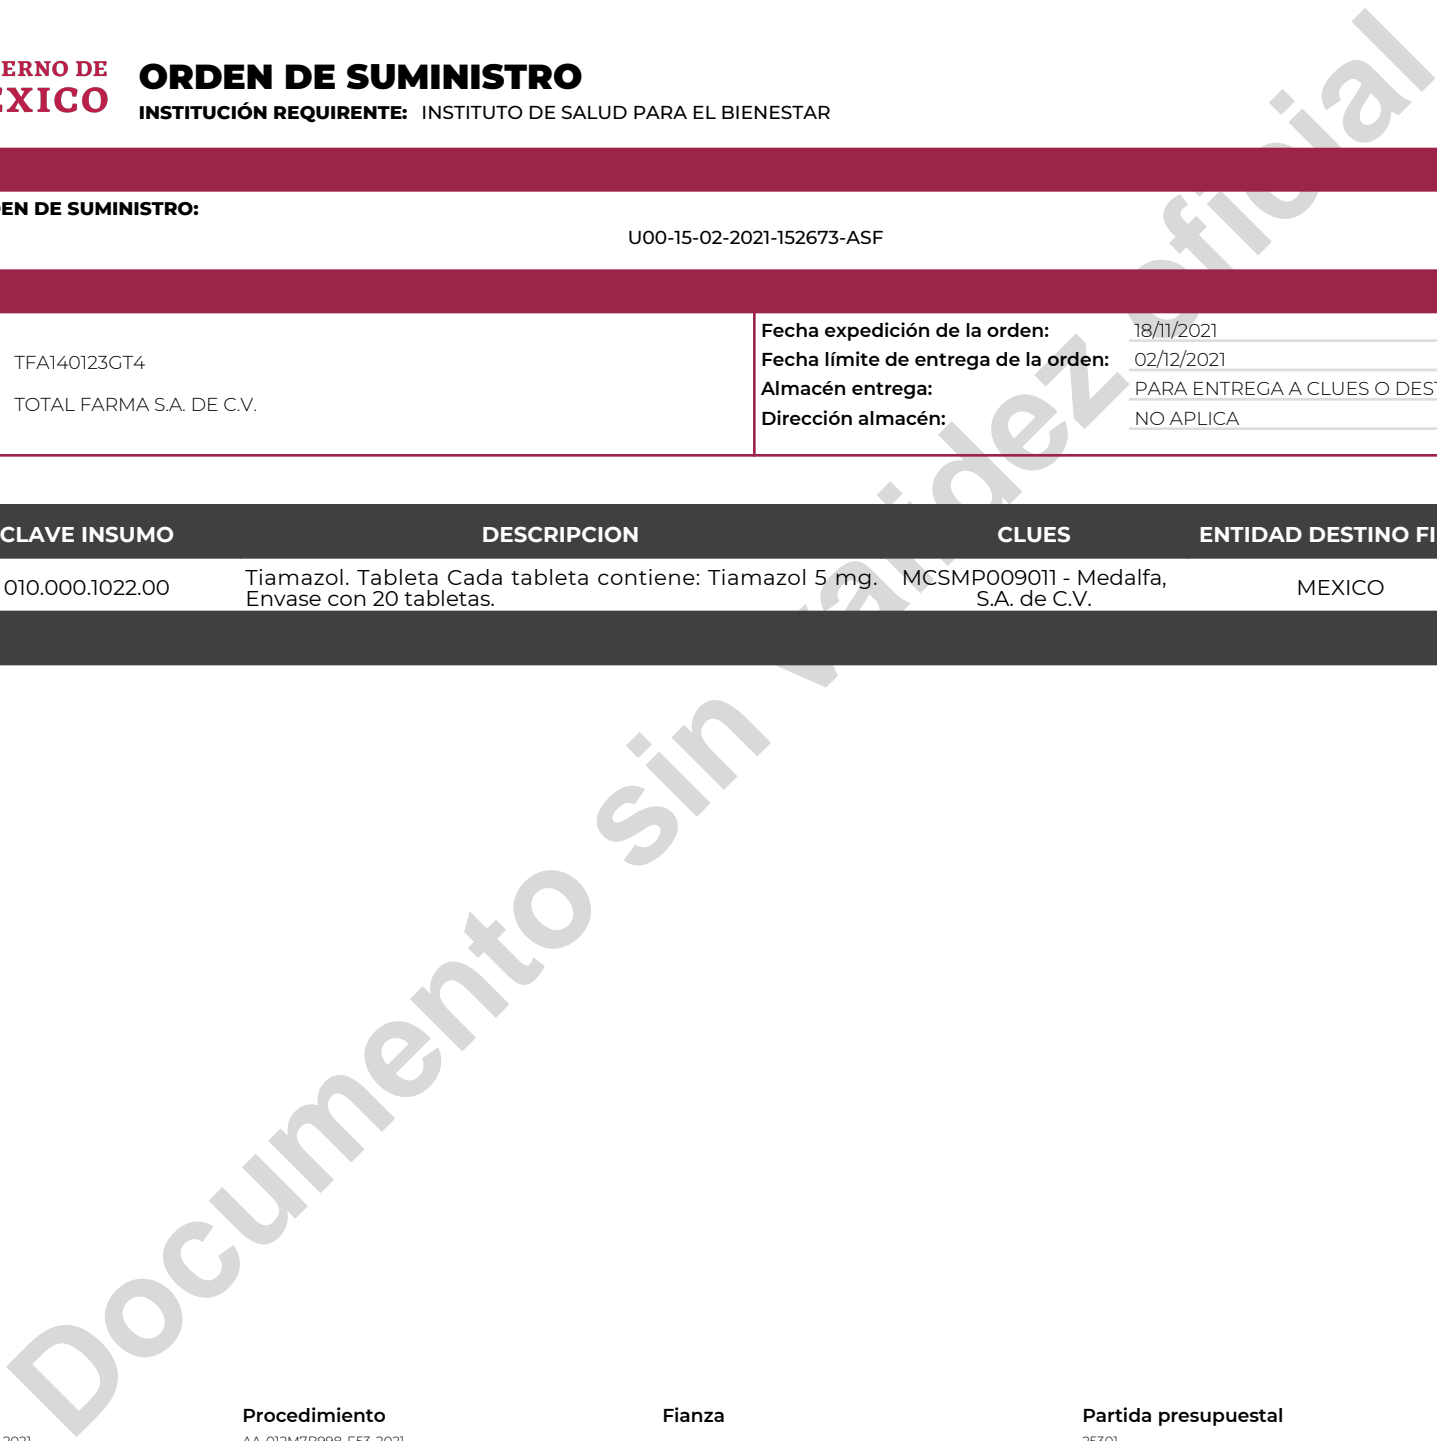 ERNO DE
EXICO
ORDEN DE SUMINISTRO
INSTITUCIÓN REQUIRENTE: INSTITUTO DE SALUD PARA EL BIENESTAR
EN DE SUMINISTRO:
U00-15-02-2021-152673-ASF
TFA140123GT4
TOTAL FARMA S.A. DE C.V.
Fecha expedición de la orden: 18/11/2021
Fecha límite de entrega de la orden: 02/12/2021
Almacén entrega: PARA ENTREGA A CLUES O DEST
Dirección almacén: NO APLICA
CLAVE INSUMO DESCRIPCION CLUES ENTIDAD DESTINO FI
010.000.1022.00 Tiamazol. Tableta Cada tableta contiene: Tiamazol 5 mg. MCSMP009011 - Medalfa, MEXICO
Envase con 20 tabletas. S.A. de C.V.
Documento sin validez oficial
Procedimiento Fianza Partida presupuestal